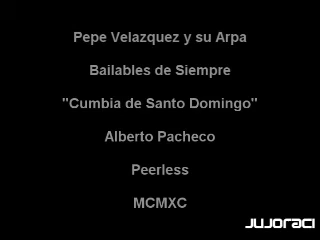 Pepe Velazquez y su Arpa
Bailables de Siempre
"Cumbia de Santo Domingo"
Alberto Pacheco
Peerless
MCMXC
JUJORACI